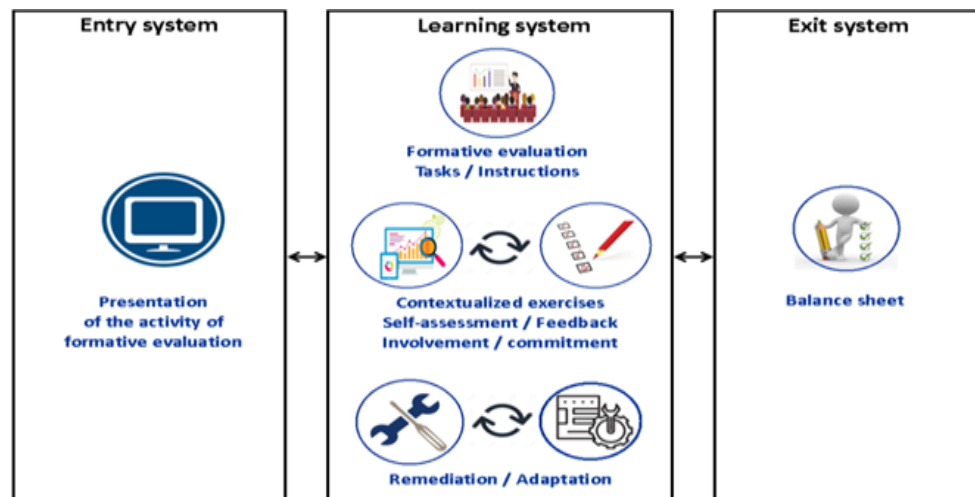 Entry system
Presentation
of the activity of
formative evaluation
Learning system
Formative evaluation
Tasks / Instructions
Contextualized exercises
Self-assessment / Feedback
Involvement / commitment
Remediation / Adaptation
Exit system
Balance sheet